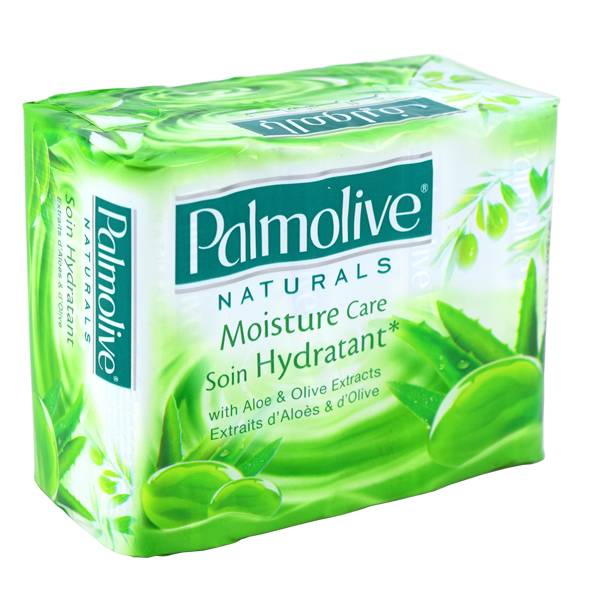 Palmolive®
NATURALS
Moisture Care
Soin Hydratant*
with Aloe & Olive Extracts
Extraits d'Aloès & d'Olive
Palmolive®
NATURALS
Soin Hydratant
Extraits d'Aloès & d'Olive
بالموليف